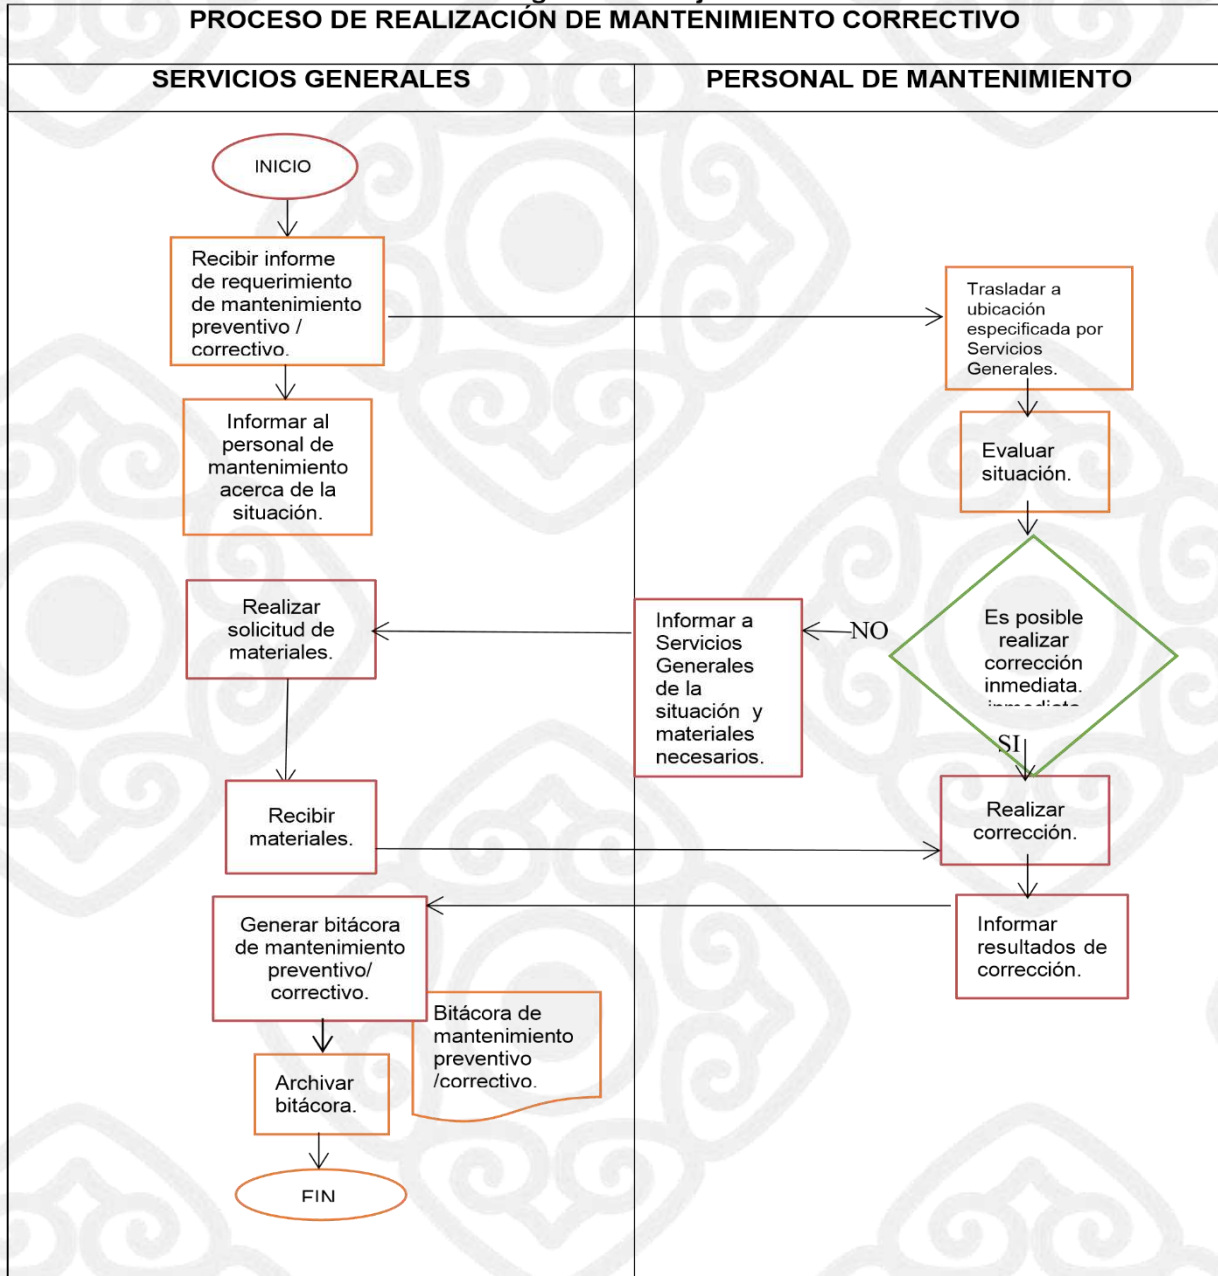 PROCESO DE REALIZACIÓN DE MANTENIMIENTO CORRECTIVO
SERVICIOS GENERALES
PERSONAL DE MANTENIMIENTO
INICIO
Recibir informe
de requerimiento
de mantenimiento
preventivo /
correctivo.
Trasladar a
ubicación
especificada por
Servicios
Generales.
Informar al
personal de
mantenimiento
acerca de la
situación.
Evaluar
situación.
Es posible
realizar
corrección
inmediata.
NO
SI
Informar a
Servicios
Generales
de la
situación y
materiales
necesarios.
Realizar
solicitud de
materiales.
Recibir
materiales.
Realizar
corrección.
Informar
resultados de
corrección.
Generar bitácora
de mantenimiento
preventivo/
correctivo.
Bitácora de
mantenimiento
preventivo
/correctivo.
Archivar
bitácora.
FIN